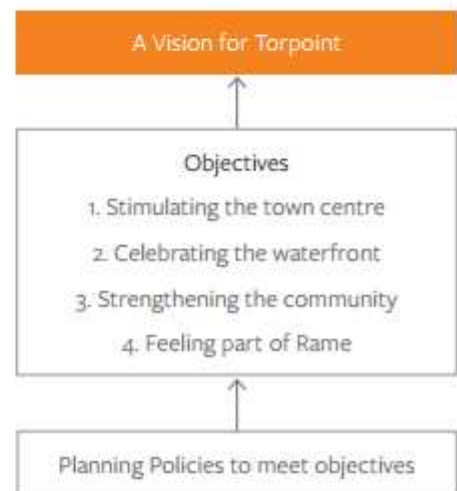 A Vision for Torpoint
Objectives
1. Stimulating the town centre
2. Celebrating the waterfront
3. Strengthening the community
4. Feeling part of Rame
Planning Policies to meet objectives